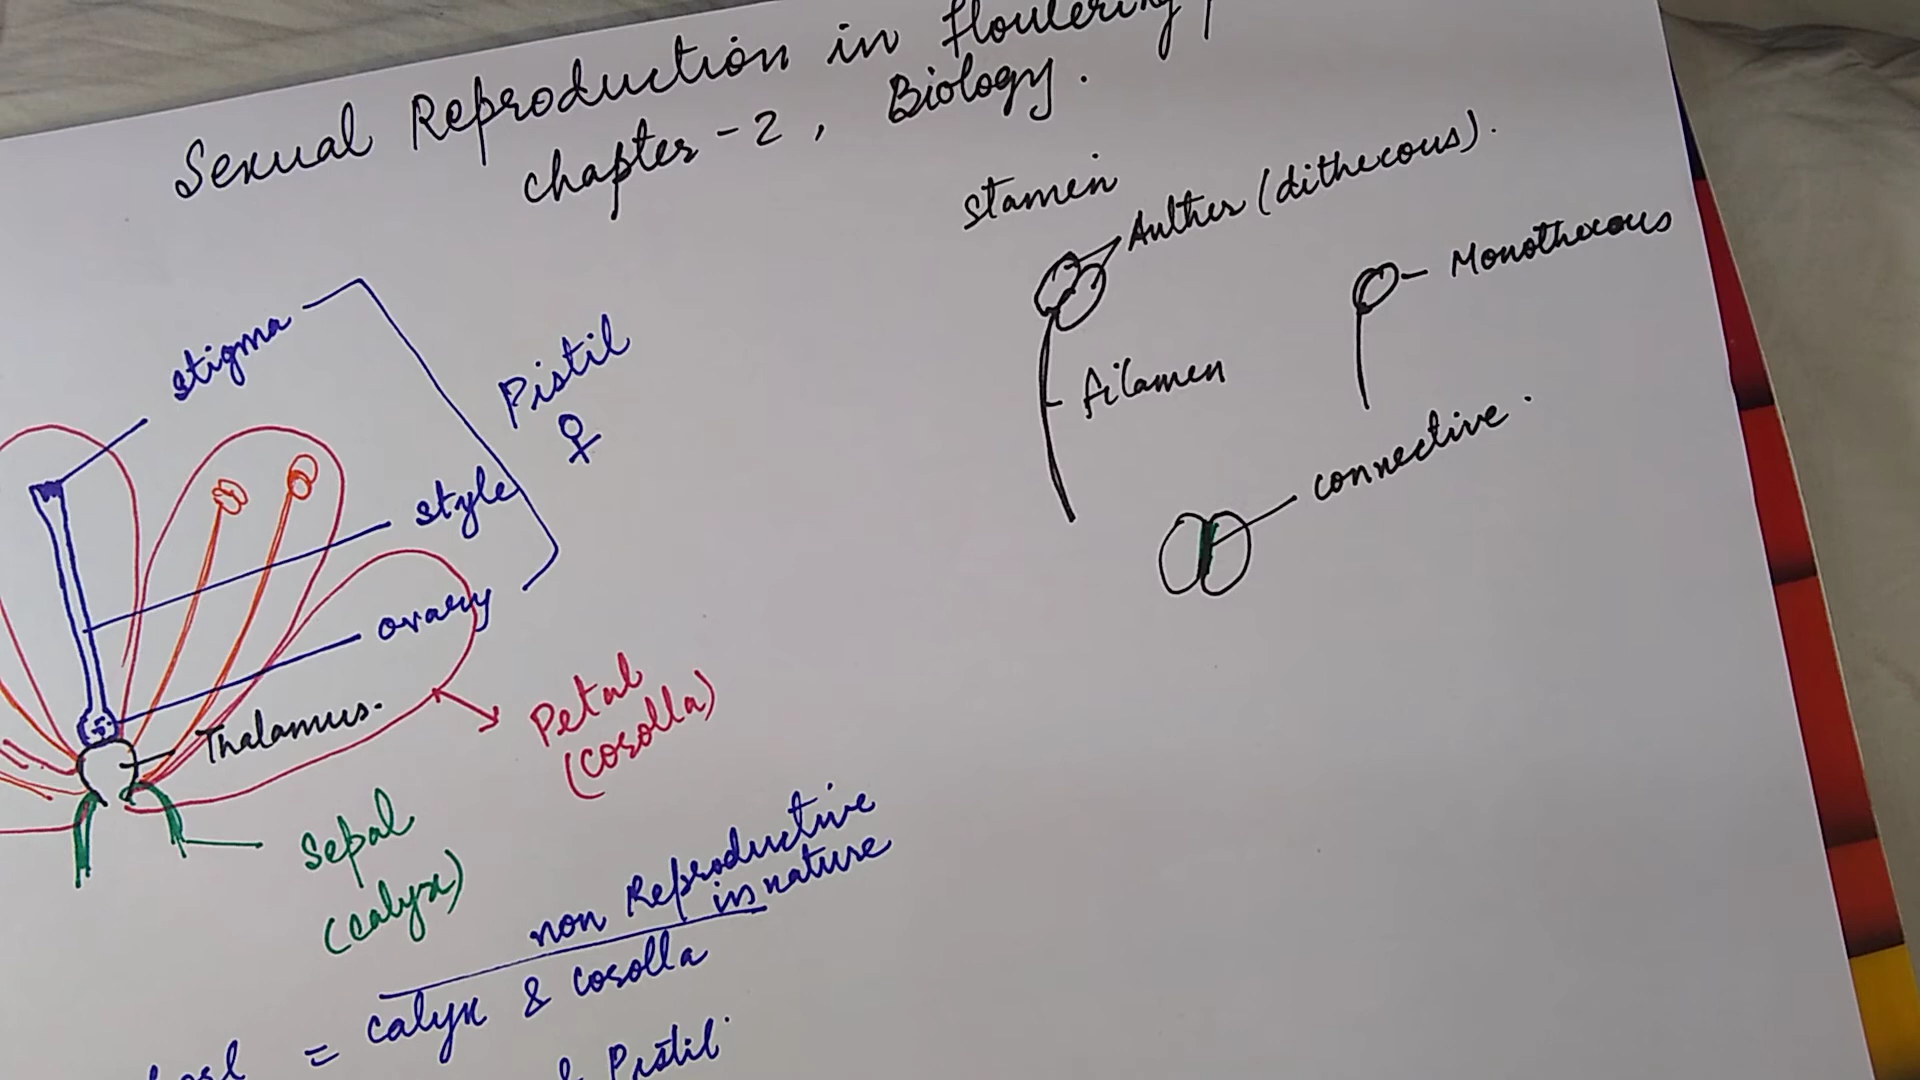 Sexual Reproduction in floutering
chapter - 2 , Biology.
stamen
Anther (dithecous).
Monothecous
filamen
connective.
stigma
Pistil
♀
style
ovary
Thalamus.
Petal
(corolla)
Sepal
(calyx)
non Reproductive
in nature
= calyx & corolla
& Pistil